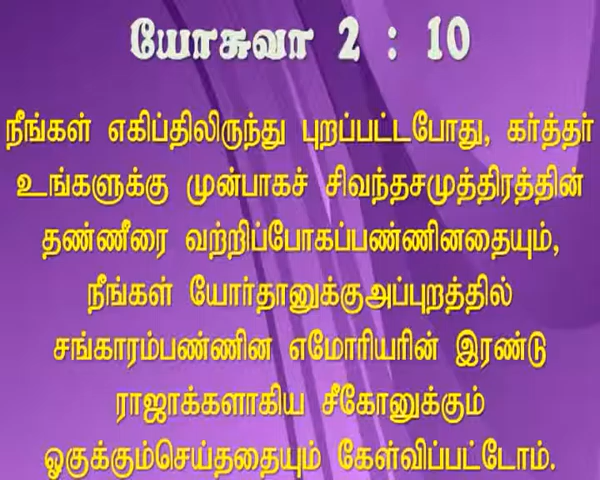 யோசுவா 2 : 10
நீங்கள் எகிப்திலிருந்து புறப்பட்டபோது, கர்த்தர்
உங்களுக்கு முன்பாகச் சிவந்தசமுத்திரத்தின்
தண்ணீரை வற்றிப்போகப்பண்ணினதையும்,
நீங்கள் யோர்தானுக்குஅப்புறத்தில்
சங்காரம்பண்ணின எமோரியரின் இரண்டு
ராஜாக்களாகிய சீகோனுக்கும்
ஓகுக்கும்செய்ததையும் கேள்விப்பட்டோம்.